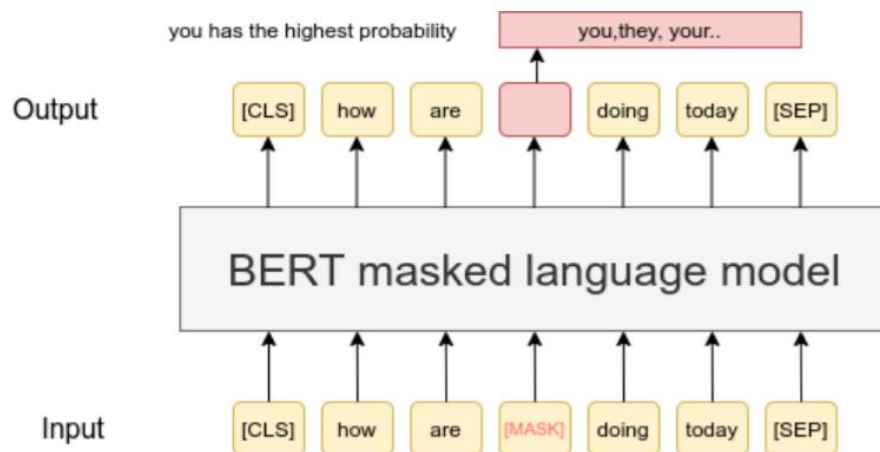 you has the highest probability you,they, your..
Output [CLS] how are doing today [SEP]
BERT masked language model
Input [CLS] how are [MASK] doing today [SEP]